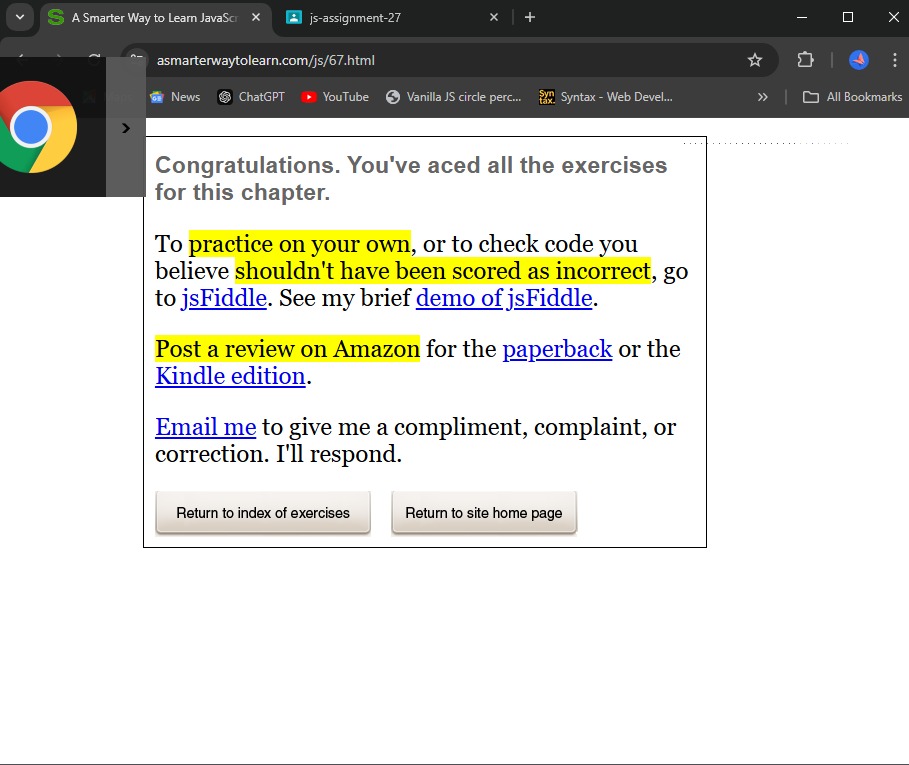 A Smarter Way to Learn JavaScr
js-assignment-27
asmarterwaytolearn.com/js/67.html
News
ChatGPT
YouTube
Vanilla JS circle perc...
Syn
tax.
Syntax - Web Devel...
All Bookmarks
Congratulations. You've aced all the exercises
for this chapter.
To practice on your own, or to check code you
believe shouldn't have been scored as incorrect, go
to jsFiddle. See my brief demo of jsFiddle.
Post a review on Amazon for the paperback or the
Kindle edition.
Email me to give me a compliment, complaint, or
correction. I'll respond.
Return to index of exercises
Return to site home page